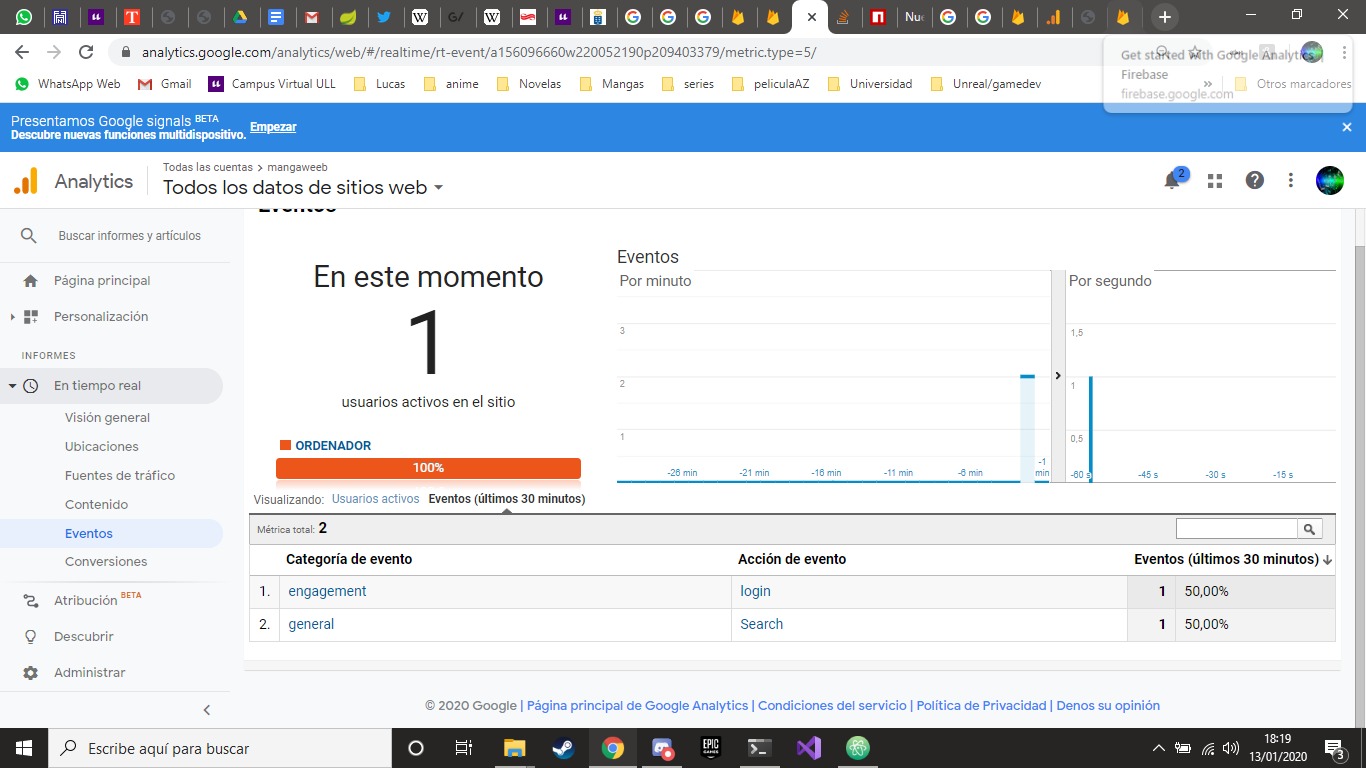 Nu
analytics.google.com/analytics/web/#/realtime/rt-event/a156096660w220052190p209403379/metric.type=5/
Get started with Google Analytics |
Firebase
firebase.google.com
WhatsApp Web
Gmail
Campus Virtual ULL
Lucas
anime
Novelas
Mangas
series
peliculaAZ
Universidad
Unreal/gamedev
»
Otros marcadores
Presentamos Google signals BETA
Descubre nuevas funciones multidispositivo. Empezar
Todas las cuentas > mangaweeb
Analytics
Todos los datos de sitios web
2
Buscar informes y artículos
Página principal
Personalización
INFORMES
En tiempo real
Visión general
Ubicaciones
Fuentes de tráfico
Contenido
Eventos
Conversiones
Atribución BETA
Descubrir
Administrar
Eventos
En este momento
1
usuarios activos en el sitio
ORDENADOR
100%
Eventos
Por minuto
3
2
1
-26 min
-21 min
-16 min
-11 min
-6 min
-1
min
Por segundo
1,5
1
0,5
-60 s
-45 s
-30 s
-15 s
Visualizando: Usuarios activos Eventos (últimos 30 minutos)
Métrica total: 2
Categoría de evento Acción de evento Eventos (últimos 30 minutos)
1. engagement login 1 50,00%
2. general Search 1 50,00%
© 2020 Google | Página principal de Google Analytics | Condiciones del servicio | Política de Privacidad | Denos su opinión
Escribe aquí para buscar
EPIC
GAMES
18:19
13/01/2020
3